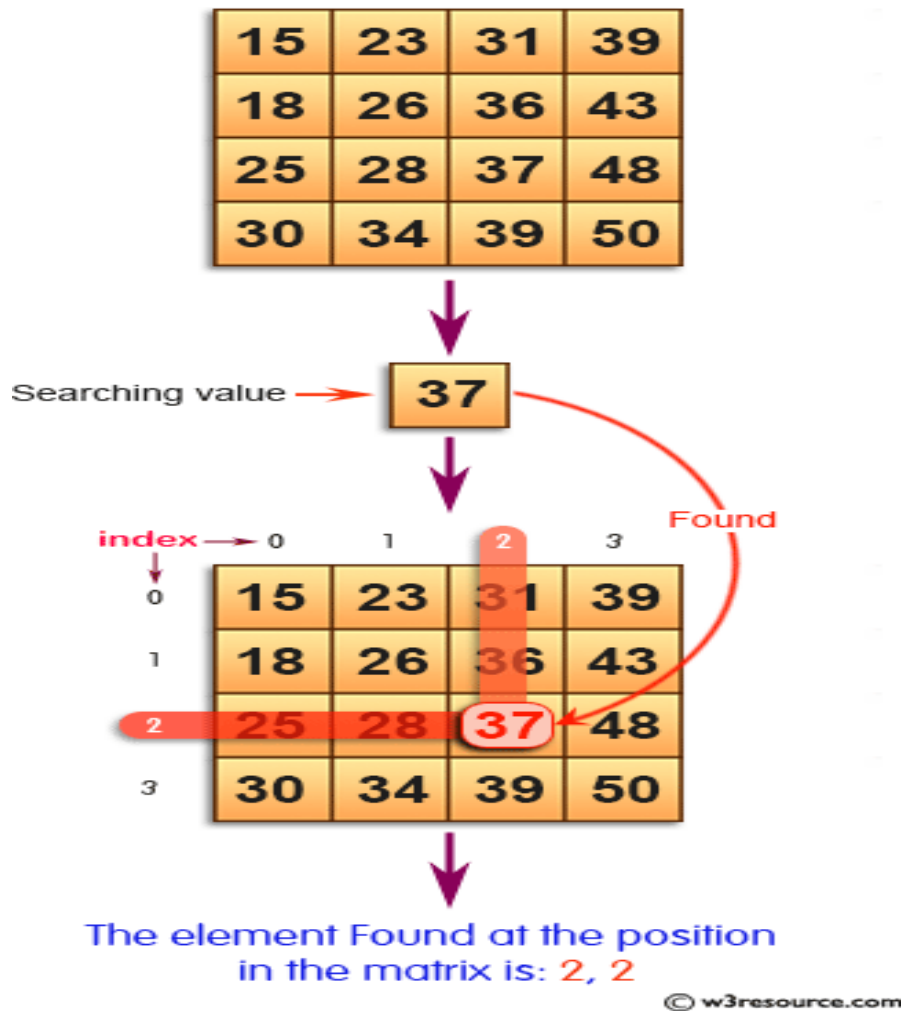 15 23 31 39
18 26 36 43
25 28 37 48
30 34 39 50
Searching value 37
Found
index 0 1 2 3
0 15 23 31 39
1 18 26 36 43
2 25 28 37 48
3 30 34 39 50
The element Found at the position
in the matrix is: 2, 2
© w3resource.com